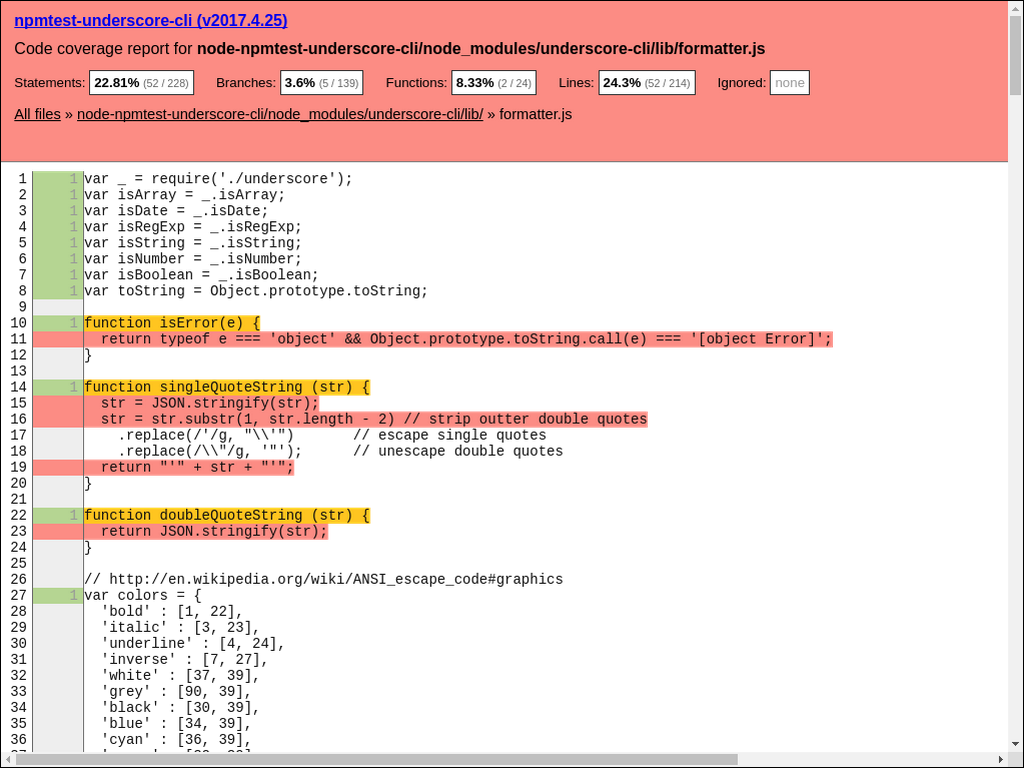 npmtest-underscore-cli (v2017.4.25)
Code coverage report for node-npmtest-underscore-cli/node_modules/underscore-cli/lib/formatter.js
Statements: 22.81% (52 / 228) Branches: 3.6% (5 / 139) Functions: 8.33% (2 / 24) Lines: 24.3% (52 / 214) Ignored: none
All files » node-npmtest-underscore-cli/node_modules/underscore-cli/lib/ » formatter.js
1 1 var _ = require('./underscore');
2 1 var isArray = _.isArray;
3 1 var isDate = _.isDate;
4 1 var isRegExp = _.isRegExp;
5 1 var isString = _.isString;
6 1 var isNumber = _.isNumber;
7 1 var isBoolean = _.isBoolean;
8 1 var toString = Object.prototype.toString;
9
10 1 function isError(e) {
11   return typeof e === 'object' && Object.prototype.toString.call(e) === '[object Error]';
12 }
13
14 1 function singleQuoteString (str) {
15   str = JSON.stringify(str);
16   str = str.substr(1, str.length - 2) // strip outter double quotes
17     .replace(/'/g, "\\'")       // escape single quotes
18     .replace(/\\"/g, '"');      // unescape double quotes
19   return "'" + str + "'";
20 }
21
22 1 function doubleQuoteString (str) {
23   return JSON.stringify(str);
24 }
25
26 // http://en.wikipedia.org/wiki/ANSI_escape_code#graphics
27 1 var colors = {
28   'bold' : [1, 22],
29   'italic' : [3, 23],
30   'underline' : [4, 24],
31   'inverse' : [7, 27],
32   'white' : [37, 39],
33   'grey' : [90, 39],
34   'black' : [30, 39],
35   'blue' : [34, 39],
36   'cyan' : [36, 39],